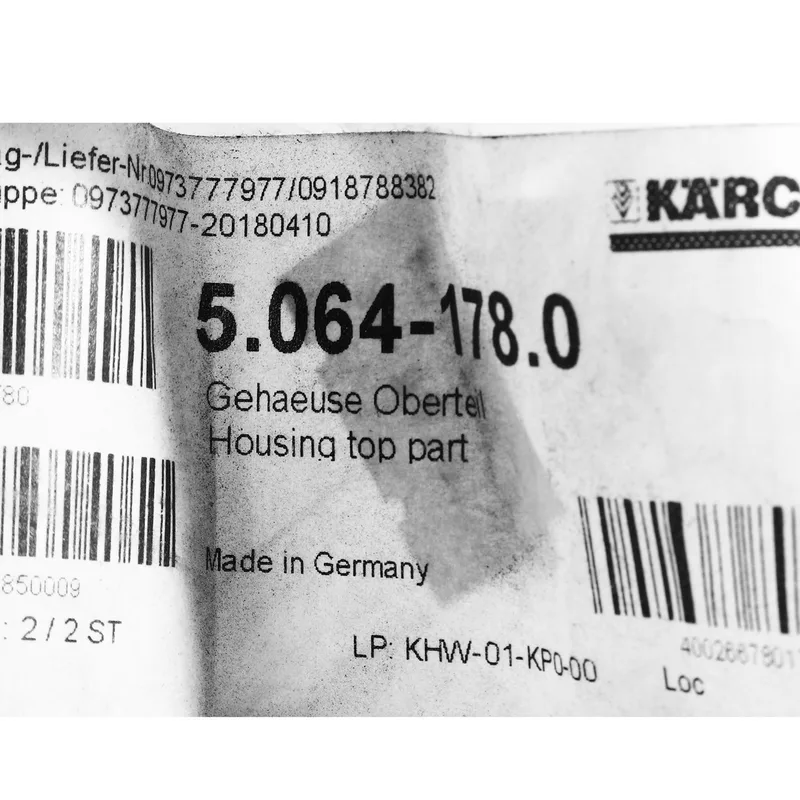 g-/Liefer-Nr0973777977/0918788382
ppe: 0973777977-20180410
KÄRC
5.064-178.0
780
Gehaeuse Oberteil
Housing top part
850009
Made in Germany
: 2/2 ST
LP: KHW-01-KP0-00
Loc